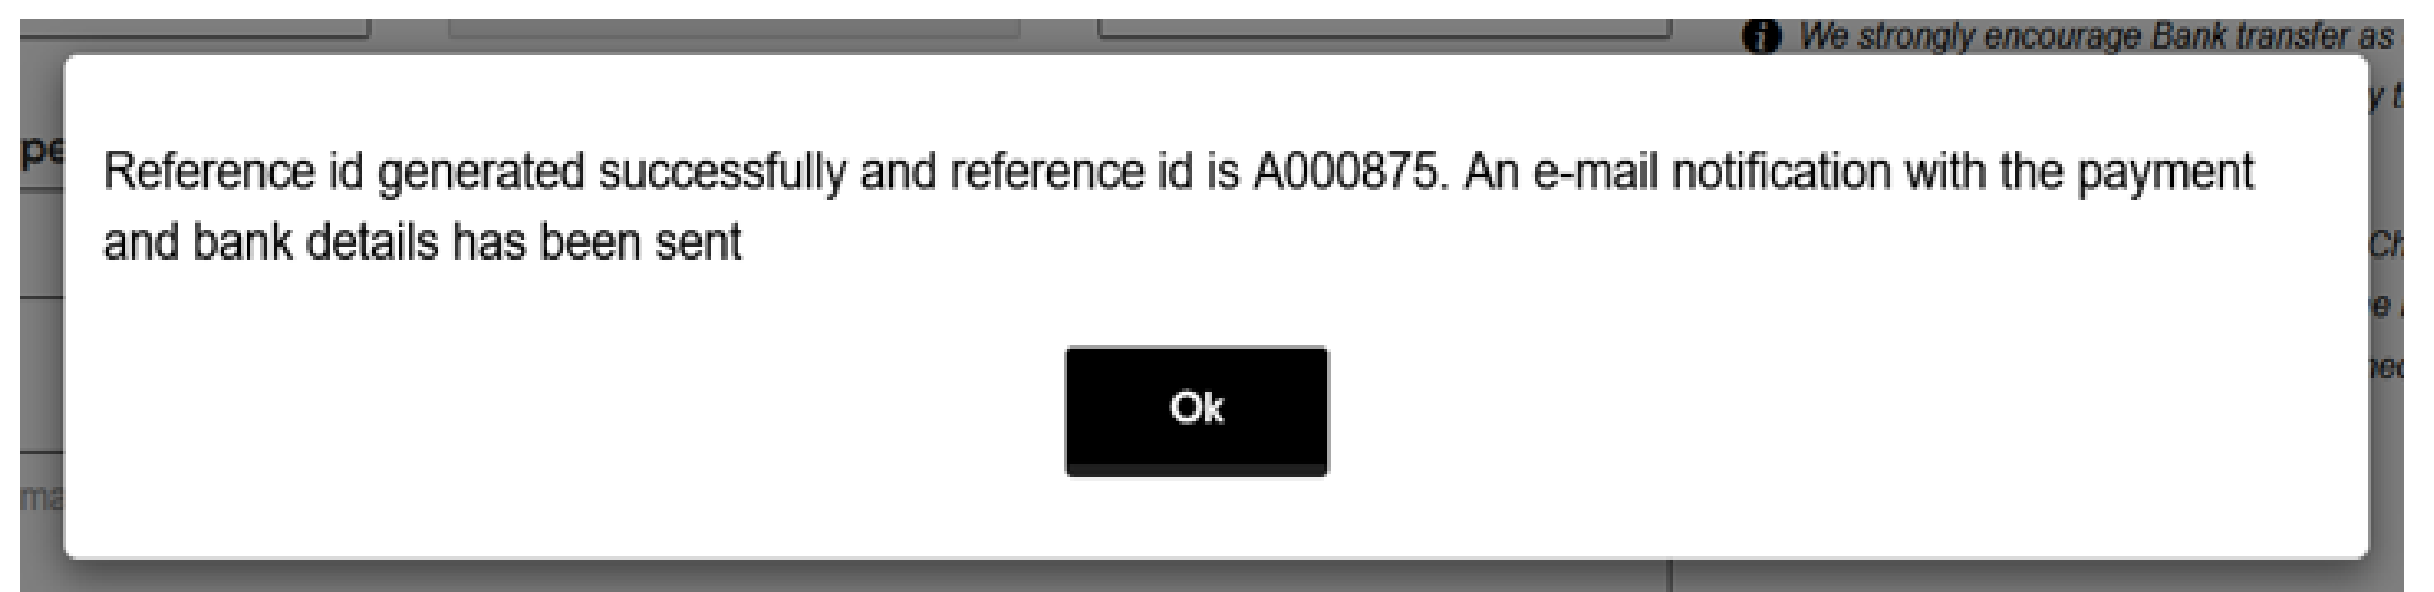 We strongly encourage Bank transfer as
Reference id generated successfully and reference id is A000875. An e-mail notification with the payment
and bank details has been sent
Ok